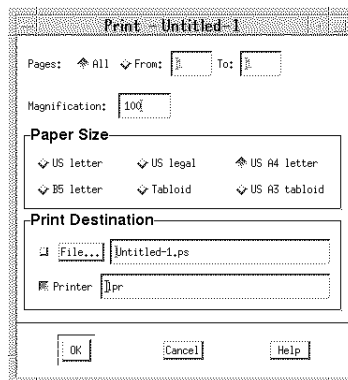 Print - Untitled-1
Pages: All From: 1 To: 1
Magnification: 100
Paper Size
US letter US legal US A4 letter
B5 letter Tabloid US A3 tabloid
Print Destination
File... Untitled-1.ps
Printer lpr
OK Cancel Help